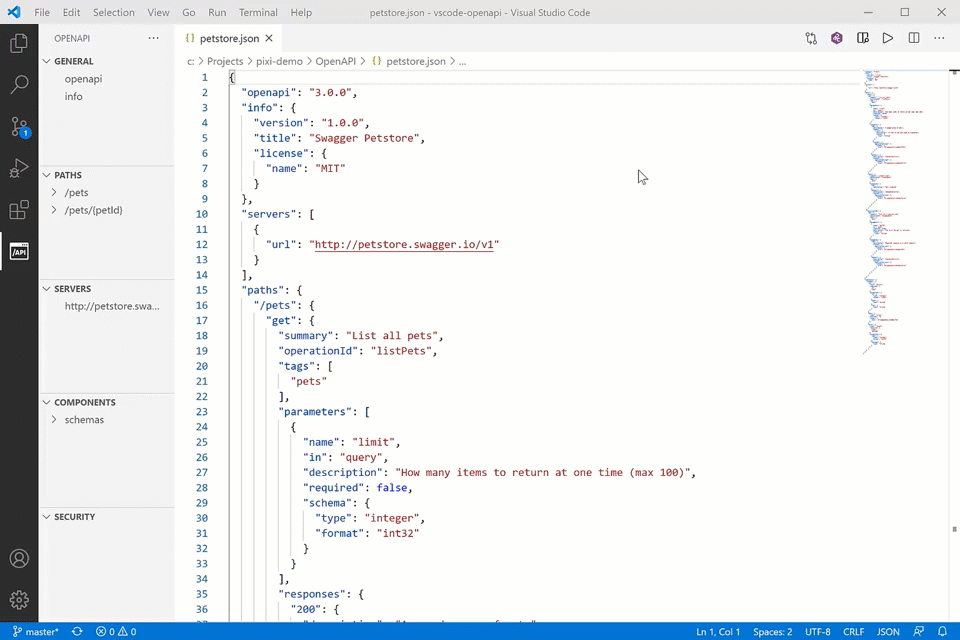 File Edit Selection View Go Run Terminal Help petstore.json - vscode-openapi - Visual Studio Code
OPENAPI ...
GENERAL
openapi
info
PATHS
/pets
/pets/{petId}
SERVERS
http://petstore.swa...
COMPONENTS
schemas
SECURITY
1
/API
{} petstore.json
c: > Projects > pixi-demo > OpenAPI > {} petstore.json > ...
1 {
2 "openapi": "3.0.0",
3 "info": {
4 "version": "1.0.0",
5 "title": "Swagger Petstore",
6 "license": {
7 "name": "MIT"
8 }
9 },
10 "servers": [
11 {
12 "url": "http://petstore.swagger.io/v1"
13 }
14 ],
15 "paths": {
16 "/pets": {
17 "get": {
18 "summary": "List all pets",
19 "operationId": "listPets",
20 "tags": [
21 "pets"
22 ],
23 "parameters": [
24 {
25 "name": "limit",
26 "in": "query",
27 "description": "How many items to return at one time (max 100)",
28 "required": false,
29 "schema": {
30 "type": "integer",
31 "format": "int32"
32 }
33 }
34 ],
35 "responses": {
36 "200": {
master* 0 0 Ln 1, Col 1 Spaces: 2 UTF-8 CRLF JSON